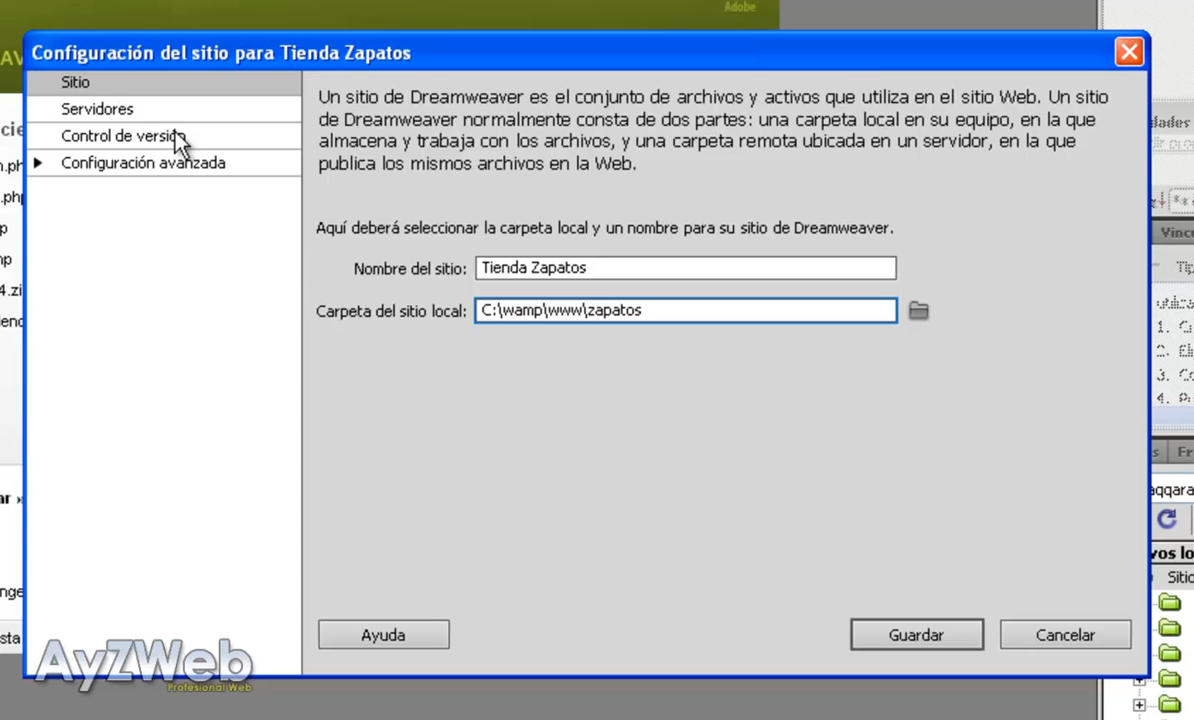 Adobe
Configuración del sitio para Tienda Zapatos
Sitio
Servidores
Control de versión
Configuración avanzada
Un sitio de Dreamweaver es el conjunto de archivos y activos que utiliza en el sitio Web. Un sitio
de Dreamweaver normalmente consta de dos partes: una carpeta local en su equipo, en la que
almacena y trabaja con los archivos, y una carpeta remota ubicada en un servidor, en la que
publica los mismos archivos en la Web.
Aquí deberá seleccionar la carpeta local y un nombre para su sitio de Dreamweaver.
Nombre del sitio: Tienda Zapatos
Carpeta del sitio local: C:\wamp\www\zapatos
Ayuda
Guardar
Cancelar
AyZWeb
Profesional Web
1.
2.
3.
4.